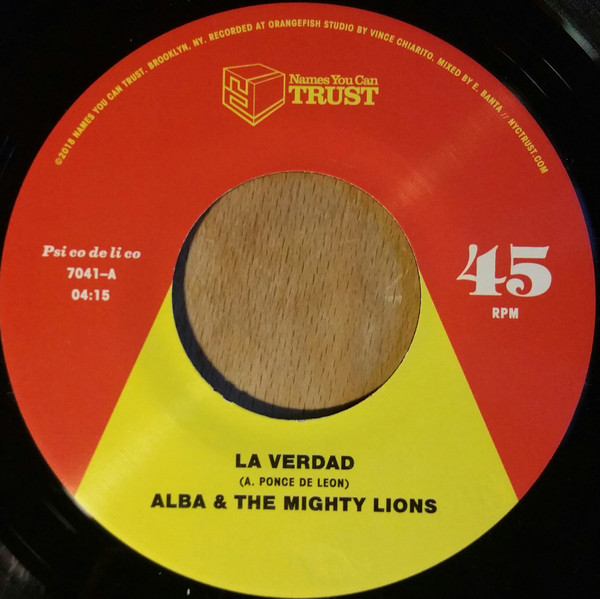 ©2018 NAMES YOU CAN TRUST. BROOKLYN, NY. RECORDED AT ORANGEFISH STUDIO BY VINCE CHIARITO. MIXED BY E. BANTA // NYCTRUST.COM
Names You Can
TRUST
Psi co de li co
7041–A
04:15
45
RPM
LA VERDAD
(A. PONCE DE LEON)
ALBA & THE MIGHTY LIONS